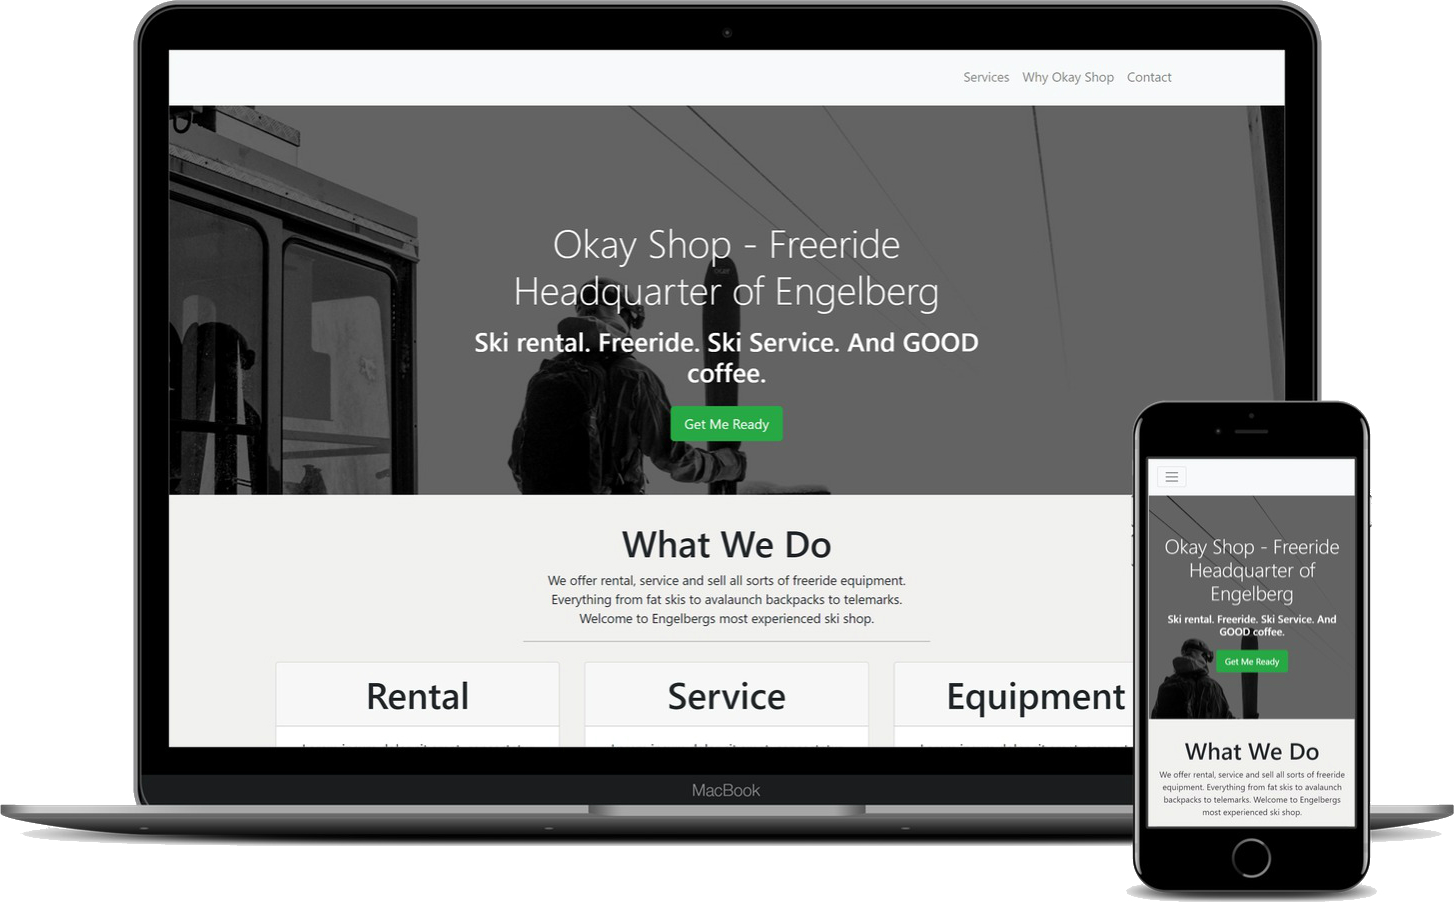 Services Why Okay Shop Contact
Okay Shop - Freeride
Headquarter of Engelberg
Ski rental. Freeride. Ski Service. And GOOD
coffee.
Get Me Ready
What We Do
We offer rental, service and sell all sorts of freeride equipment.
Everything from fat skis to avalaunch backpacks to telemarks.
Welcome to Engelbergs most experienced ski shop.
Rental Service Equipment
MacBook
Okay Shop - Freeride
Headquarter of
Engelberg
Ski rental. Freeride. Ski Service. And
GOOD coffee.
Get Me Ready
What We Do
We offer rental, service and sell all sorts of freeride
equipment. Everything from fat skis to avalaunch
backpacks to telemarks. Welcome to Engelbergs
most experienced ski shop.